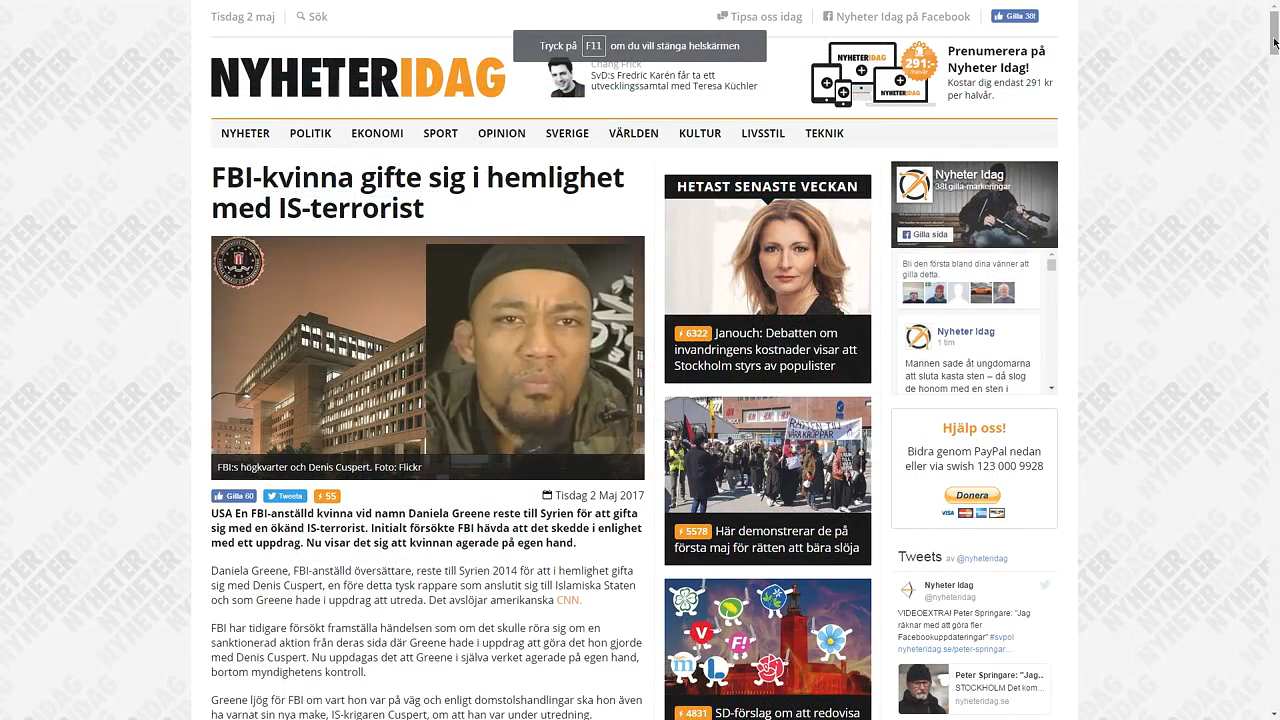 Tisdag 2 maj
Sök
Tipsa oss idag
Nyheter Idag på Facebook
Gilla 38t
Tryck på F11 om du vill stänga helskärmen
NYHETERIDAG
Chang Frick
SvD:s Fredric Karén får ta ett
utvecklingssamtal med Teresa Küchler
291:-
/halvår
NYHETERIDAG
NYHETERIDAG
Prenumerera på
Nyheter Idag!
Kostar dig endast 291 kr
per halvår.
NYHETER POLITIK EKONOMI SPORT OPINION SVERIGE VÄRLDEN KULTUR LIVSSTIL TEKNIK
FBI-kvinna gifte sig i hemlighet
med IS-terrorist
FBI:s högkvarter och Denis Cuspert. Foto: Flickr
Gilla 60
Tweeta
55
Tisdag 2 Maj 2017
USA En FBI-anställd kvinna vid namn Daniela Greene reste till Syrien för att gifta
sig med en ökänd IS-terrorist. Initialt försökte FBI hävda att det skedde i enlighet
med ett uppdrag. Nu visar det sig att kvinnan agerade på egen hand.
Daniela Greene, FBI-anställd översättare, reste till Syrien 2014 för att i hemlighet gifta
sig med Denis Cuspert, en före detta tysk rappare som anslutit sig till Islamiska Staten
och som Greene hade i uppdrag att utreda. Det avslöjar amerikanska CNN.
FBI har tidigare försökt framställa händelsen som om det skulle röra sig om en
sanktionerad aktion från deras sida där Greene hade i uppdrag att göra det hon gjorde
med Denis Cuspert. Nu uppdagas det att Greene i själva verket agerade på egen hand,
bortom myndighetens kontroll.
Greene ljög för FBI om vart hon var på väg och enligt domstolshandlingar ska hon även
ha varnat sin nya make, IS-krigaren Cuspert, om att han var under utredning.
HETAST SENASTE VECKAN
6322 Janouch: Debatten om
invandringens kostnader visar att
Stockholm styrs av populister
VÅRA KROPPAR
5578 Här demonstrerar de på
första maj för rätten att bära slöja
V
F!
m
L
4831 SD-förslag om att redovisa
Nyheter Idag
38t gilla-markeringar
Gilla sida
Bli den första bland dina vänner att
gilla detta.
Nyheter Idag
1 tim
Mannen sade åt ungdomarna
att sluta kasta sten – då slog
de honom med en sten i
Hjälp oss!
Bidra genom PayPal nedan
eller via swish 123 000 9928
Donera
VISA
Tweets av @nyheteridag
Nyheter Idag
@nyheteridag
VIDEOEXTRA! Peter Springare: "Jag
räknar med att göra fler
Facebookuppdateringar" #svpol
nyheteridag.se/peter-springar…
Peter Springare: "Jag..
STOCKHOLM Det kom…
nyheteridag.se